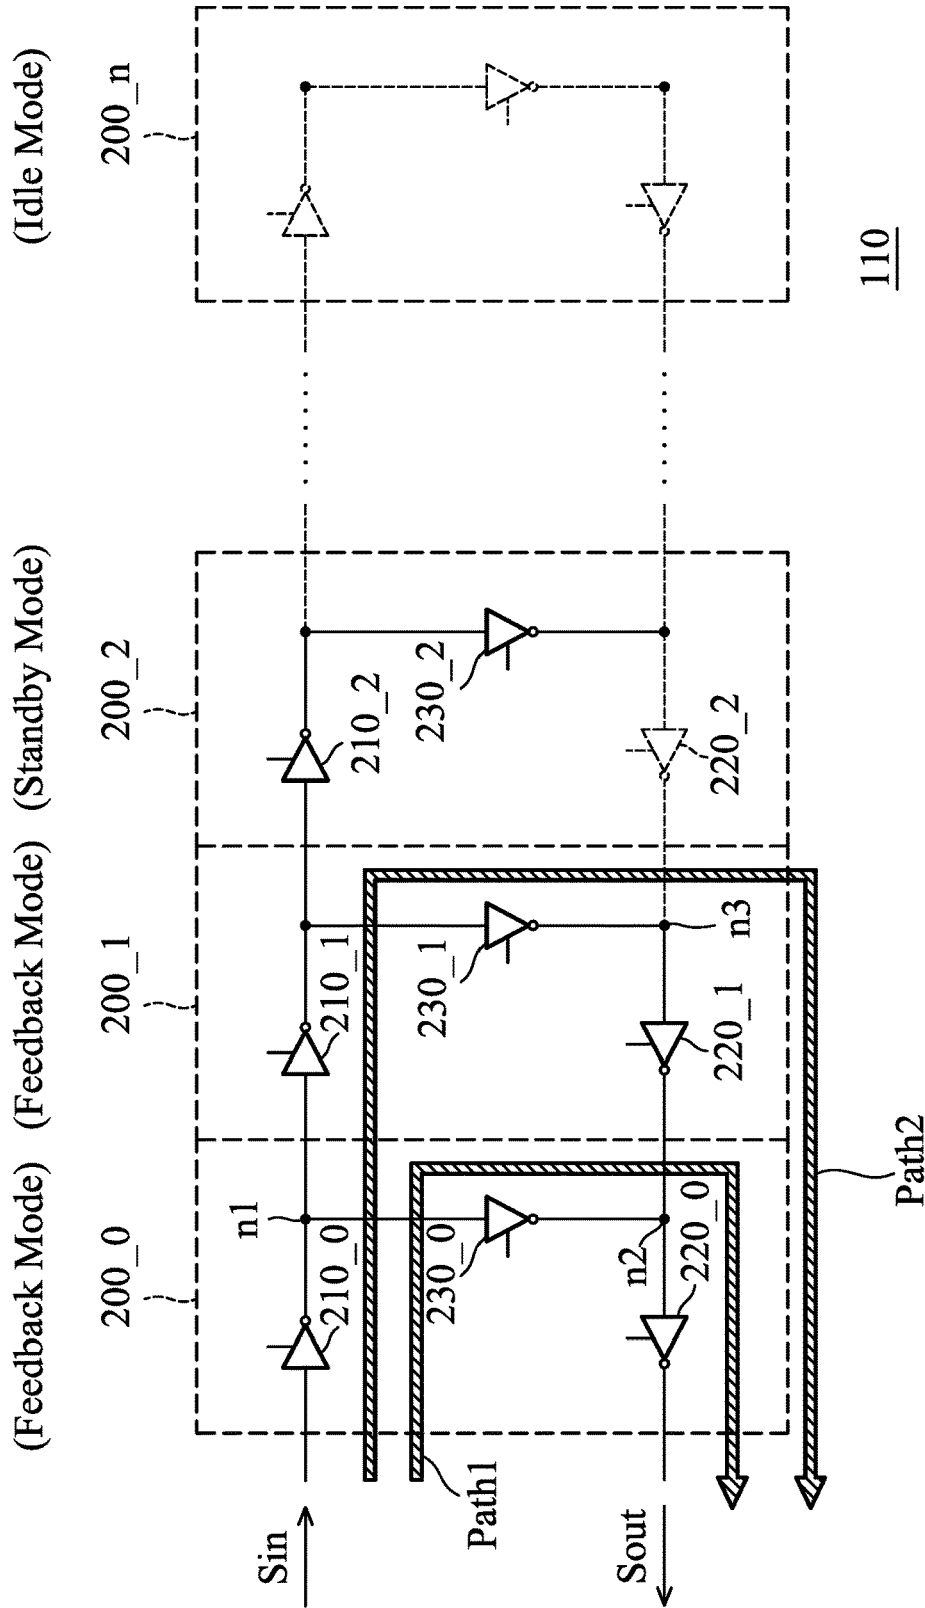 (Feedback Mode)
(Feedback Mode)
(Standby Mode)
(Idle Mode)
200_0
200_1
200_2
200_n
Sin
n1
210_0
210_1
210_2
Path1
230_0
230_1
230_2
n2
220_0
220_1
n3
220_2
Sout
Path2
110